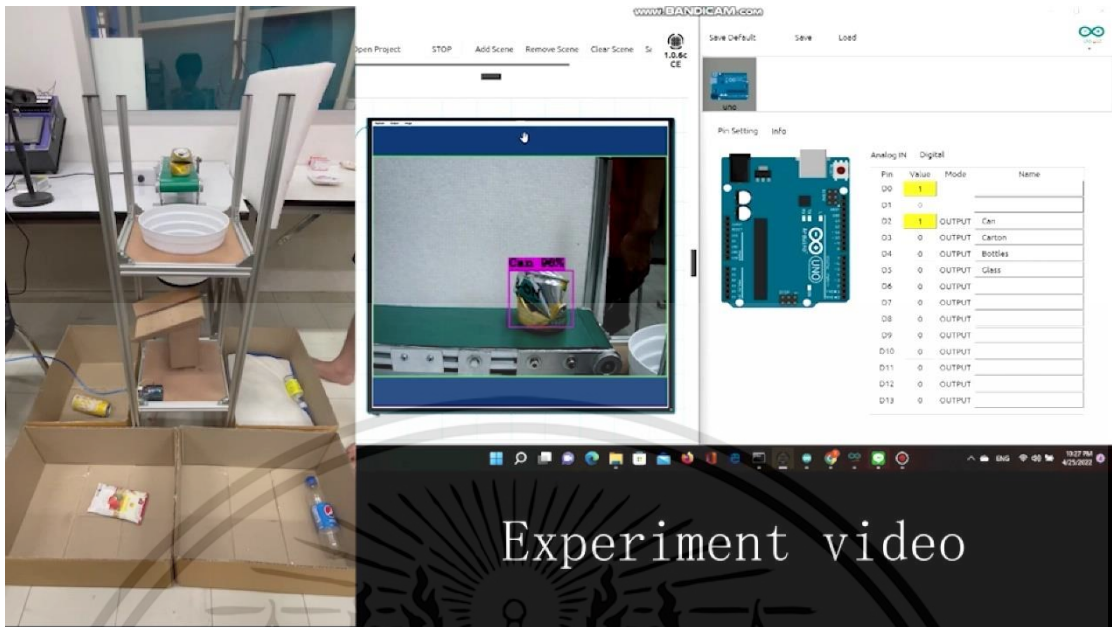 www.BANDICAM.com
Open Project STOP Add Scene Remove Scene Clear Scene
1.0.6c
CE
Save Default Save Load
uno
Pin Setting Info
Analog IN Digital
Pin Value Mode Name
D0 1
D1 0
D2 1 OUTPUT Can
D3 0 OUTPUT Carton
D4 0 OUTPUT Bottles
D5 0 OUTPUT Glass
D6 0 OUTPUT
D7 0 OUTPUT
D8 0 OUTPUT
D9 0 OUTPUT
D10 0 OUTPUT
D11 0 OUTPUT
D12 0 OUTPUT
D13 0 OUTPUT
Can 90%
UNO
ENG
10:27 PM
4/25/2022
Experiment video